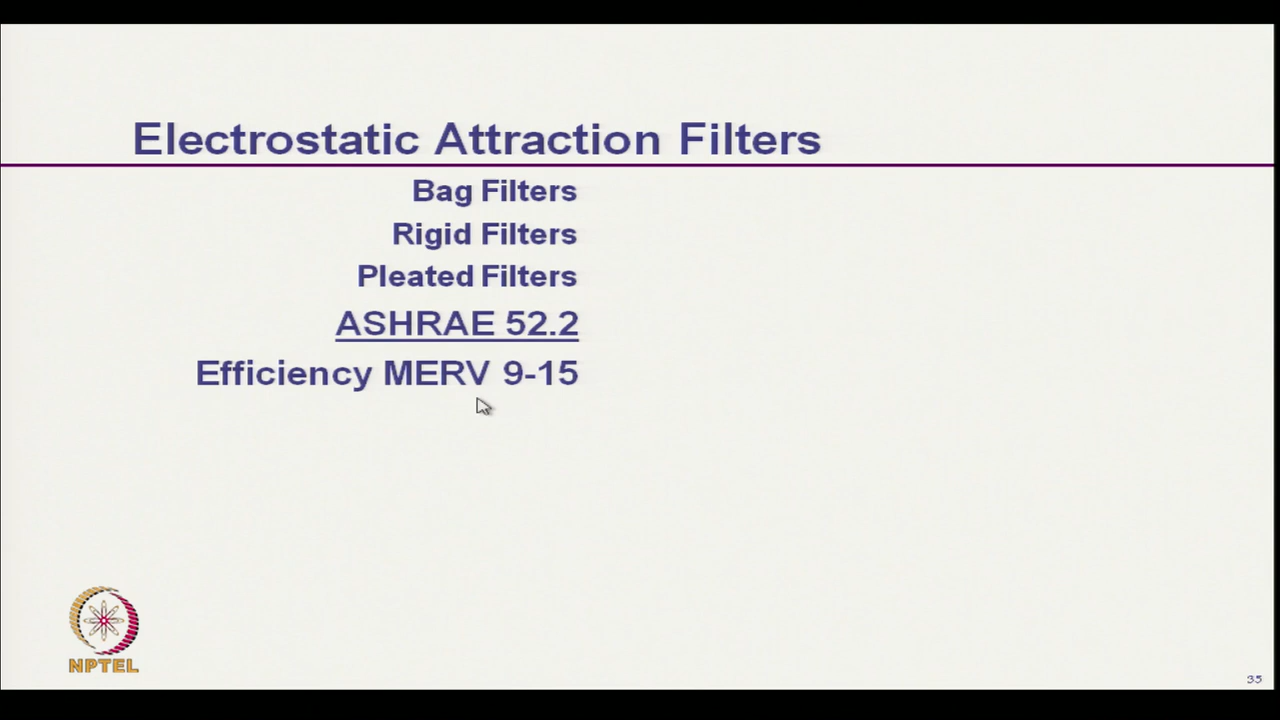 Electrostatic Attraction Filters
Bag Filters
Rigid Filters
Pleated Filters
ASHRAE 52.2
Efficiency MERV 9-15
NPTEL
35